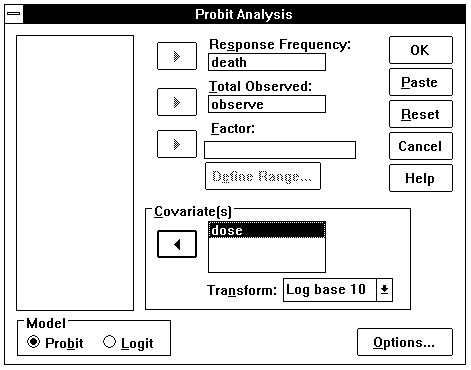 Probit Analysis
Response Frequency:
death
Total Observed:
observe
Factor:
Define Range...
Covariate(s)
dose
Transform: Log base 10
Model
Probit Logit
OK
Paste
Reset
Cancel
Help
Options...